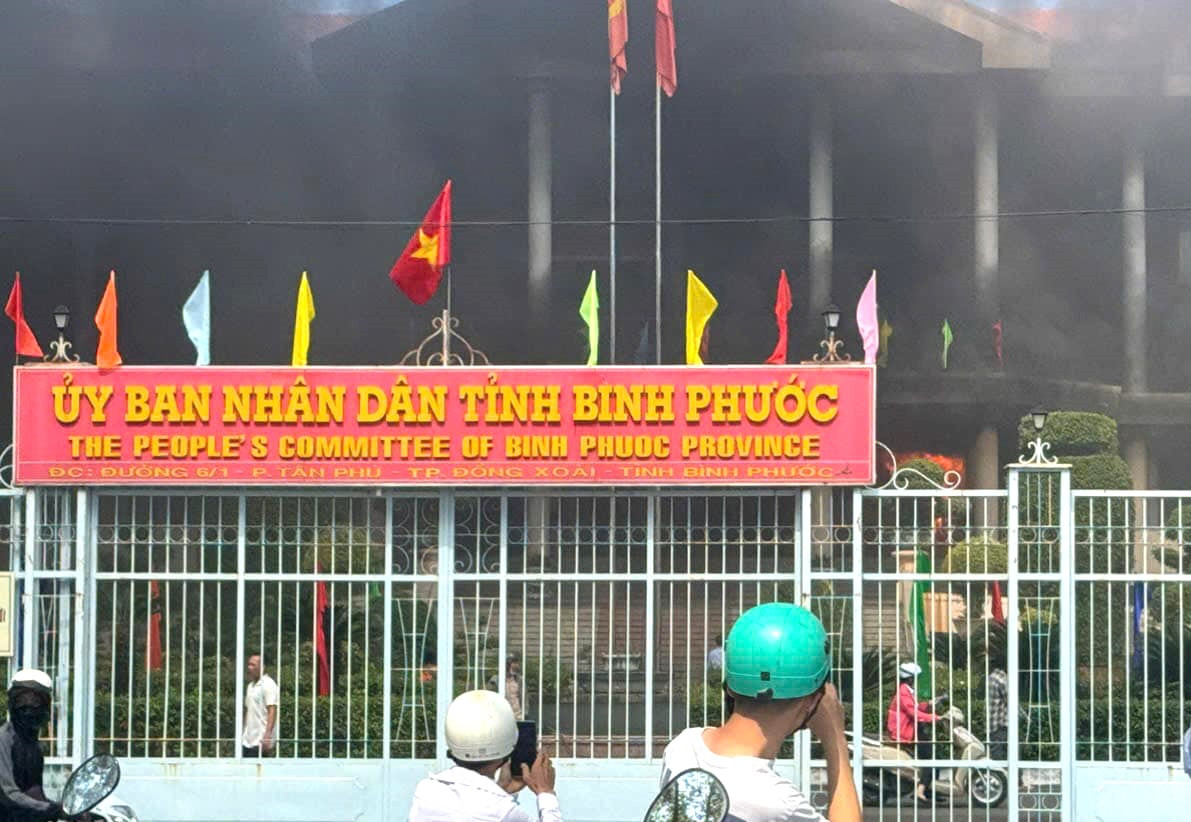 ỦY BAN NHÂN DÂN TỈNH BÌNH PHƯỚC
THE PEOPLE'S COMMITTEE OF BINH PHUOC PROVINCE
ĐC: ĐƯỜNG 6/1 - P. TÂN PHÚ - TP. ĐỒNG XOÀI - TỈNH BÌNH PHƯỚC